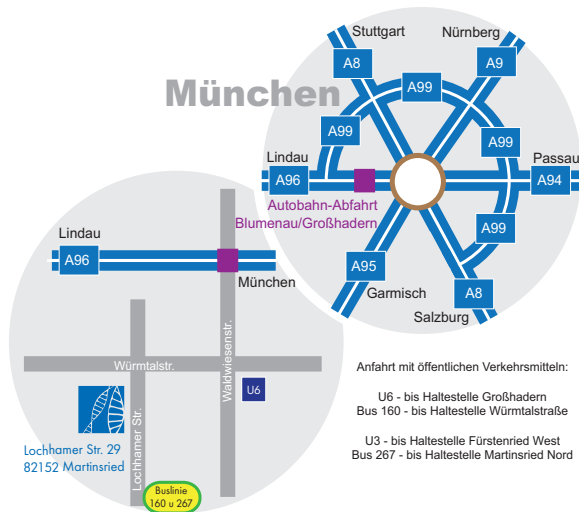 München
Stuttgart
Nürnberg
A8
A9
A99
A99
A99
Lindau
Passau
A96
A94
Autobahn-Abfahrt
Blumenau/Großhadern
A99
A95
A8
Garmisch
Salzburg
Lindau
A96
München
Würmtalstr.
Waldwiesenstr.
Lochhamer Str.
U6
Lochhamer Str. 29
82152 Martinsried
Buslinie
160 u 267
Anfahrt mit öffentlichen Verkehrsmitteln:
U6 - bis Haltestelle Großhadern
Bus 160 - bis Haltestelle Würmtalstraße
U3 - bis Haltestelle Fürstenried West
Bus 267 - bis Haltestelle Martinsried Nord